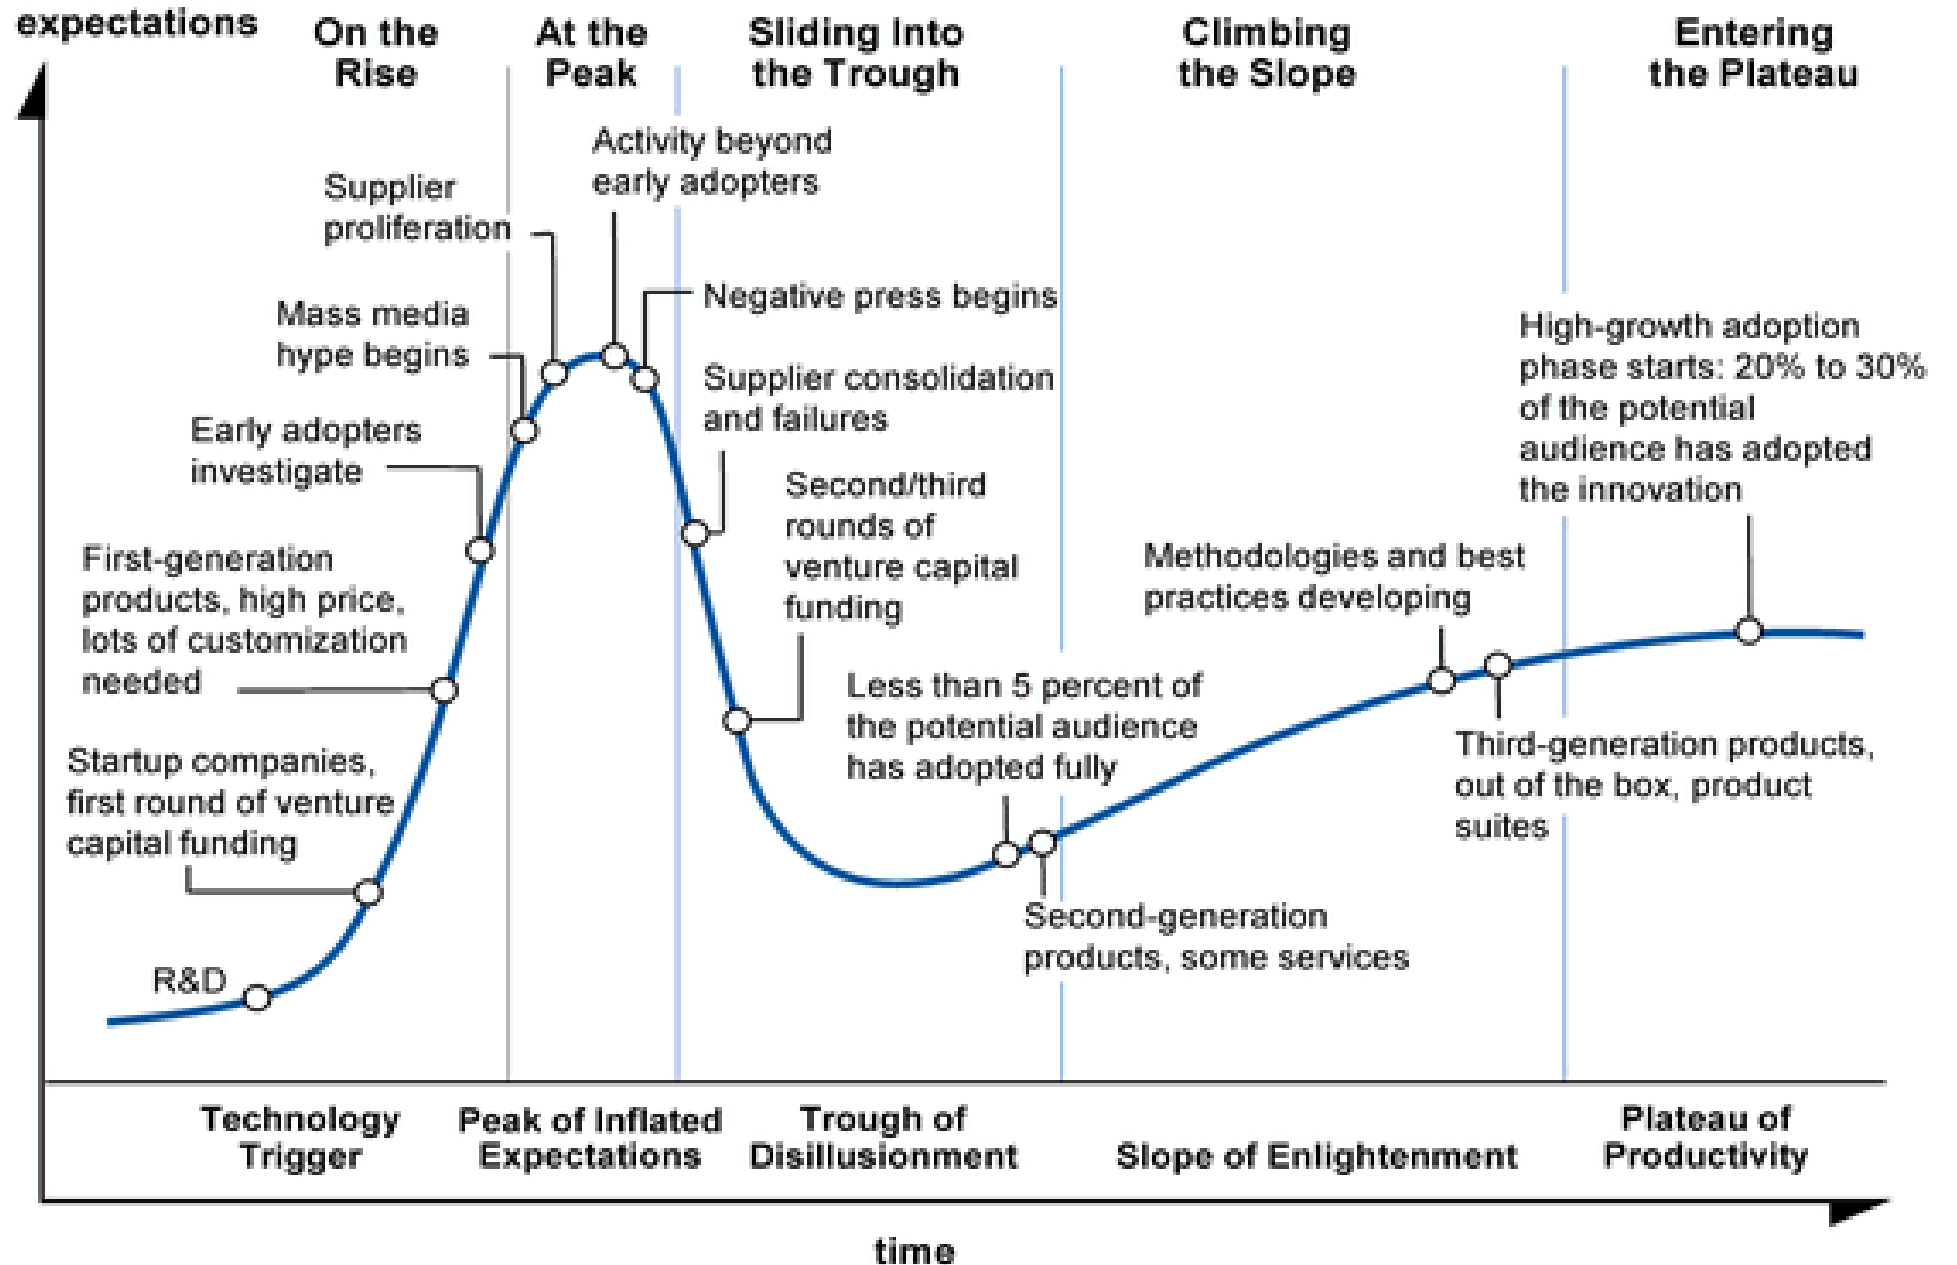 expectations
On the
Rise
At the
Peak
Sliding Into
the Trough
Climbing
the Slope
Entering
the Plateau
Activity beyond
early adopters
Supplier
proliferation
Negative press begins
Mass media
hype begins
Supplier consolidation
and failures
Early adopters
investigate
Second/third
rounds of
venture capital
funding
First-generation
products, high price,
lots of customization
needed
Startup companies,
first round of venture
capital funding
R&D
Less than 5 percent of
the potential audience
has adopted fully
Second-generation
products, some services
Methodologies and best
practices developing
Third-generation products,
out of the box, product
suites
High-growth adoption
phase starts: 20% to 30%
of the potential
audience has adopted
the innovation
Technology
Trigger
Peak of Inflated
Expectations
Trough of
Disillusionment
Slope of Enlightenment
Plateau of
Productivity
time